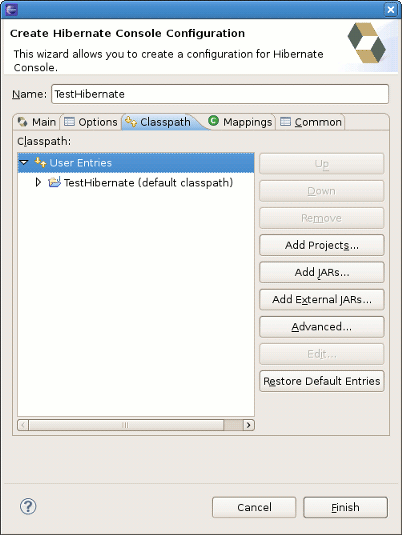 Create Hibernate Console Configuration
This wizard allows you to create a configuration for Hibernate
Console.
Name: TestHibernate
Main Options Classpath Mappings Common
Classpath:
User Entries
TestHibernate (default classpath)
Up
Down
Remove
Add Projects...
Add JARs...
Add External JARs...
Advanced...
Edit...
Restore Default Entries
Cancel Finish